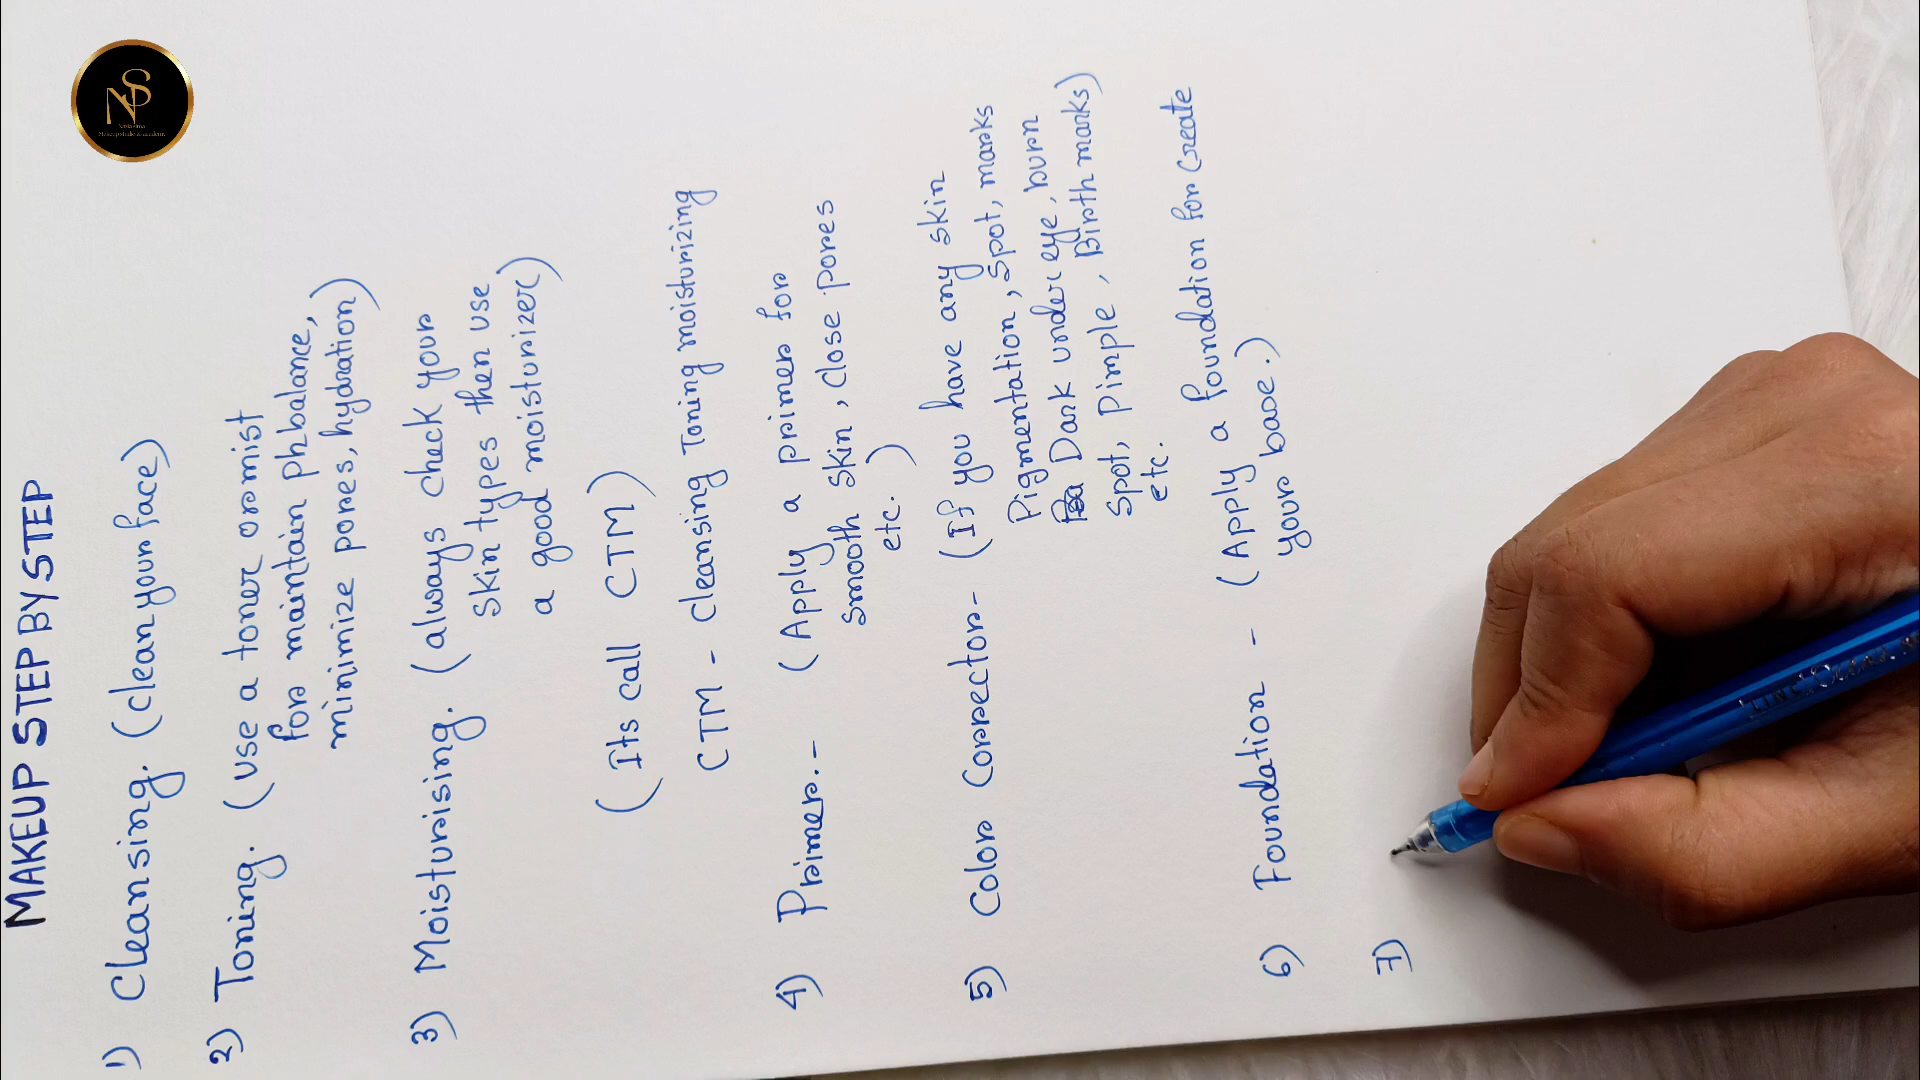 MAKEUP STEP BY STEP
1) Cleansing. (clean your face)
2) Toning. (use a toner or mist
for maintain phbalance,
minimize pores, hydration)
3) Moisturising. (always check your
skin types then use
a good moisturizer)
(Its call CTM)
CTM - cleansing Toning moisturizing
4) Primer. - (Apply a primer for
smooth skin, close pores
etc. )
5) Color Corrector - (If you have any skin
Pigmentation, spot, marks
Dark under eye, burn
spot, pimple, Birth marks)
etc.
6) Foundation - (Apply a foundation for create
your base.)
7)
NS